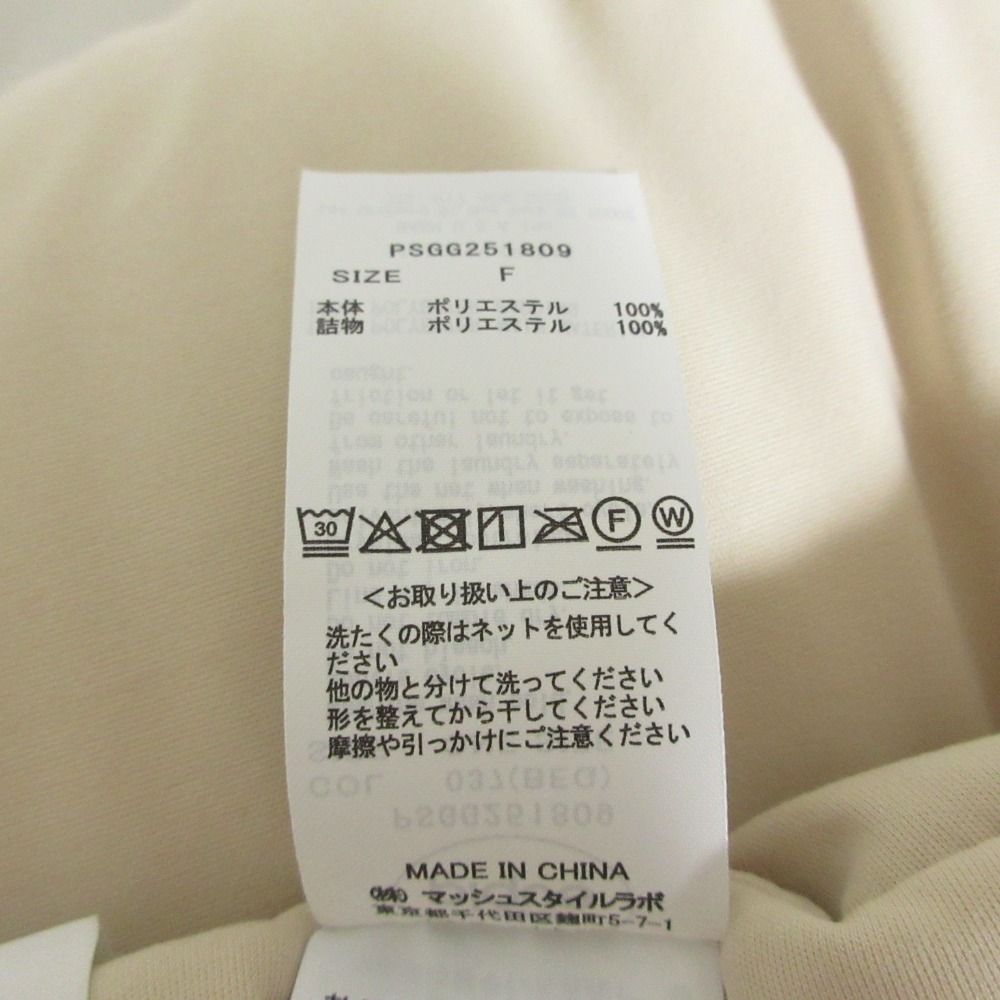 PSGG251809
SIZE F
本体 ポリエステル 100%
詰物 ポリエステル 100%
30 F W
<お取り扱い上のご注意>
洗たくの際はネットを使用してく
ださい
他の物と分けて洗ってください
形を整えてから干してください
摩擦や引っかけにご注意ください
MADE IN CHINA
(株) マッシュスタイルラボ
東京都千代田区麹町5-7-1